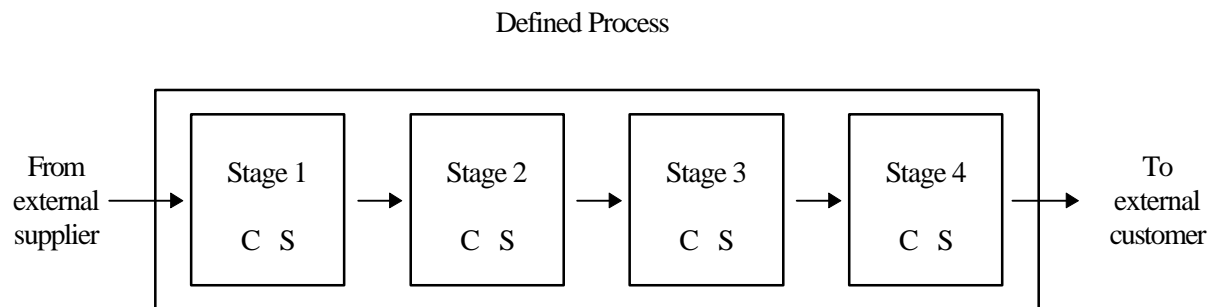 Defined Process
From
external
supplier
Stage 1
C S
Stage 2
C S
Stage 3
C S
Stage 4
C S
To
external
customer